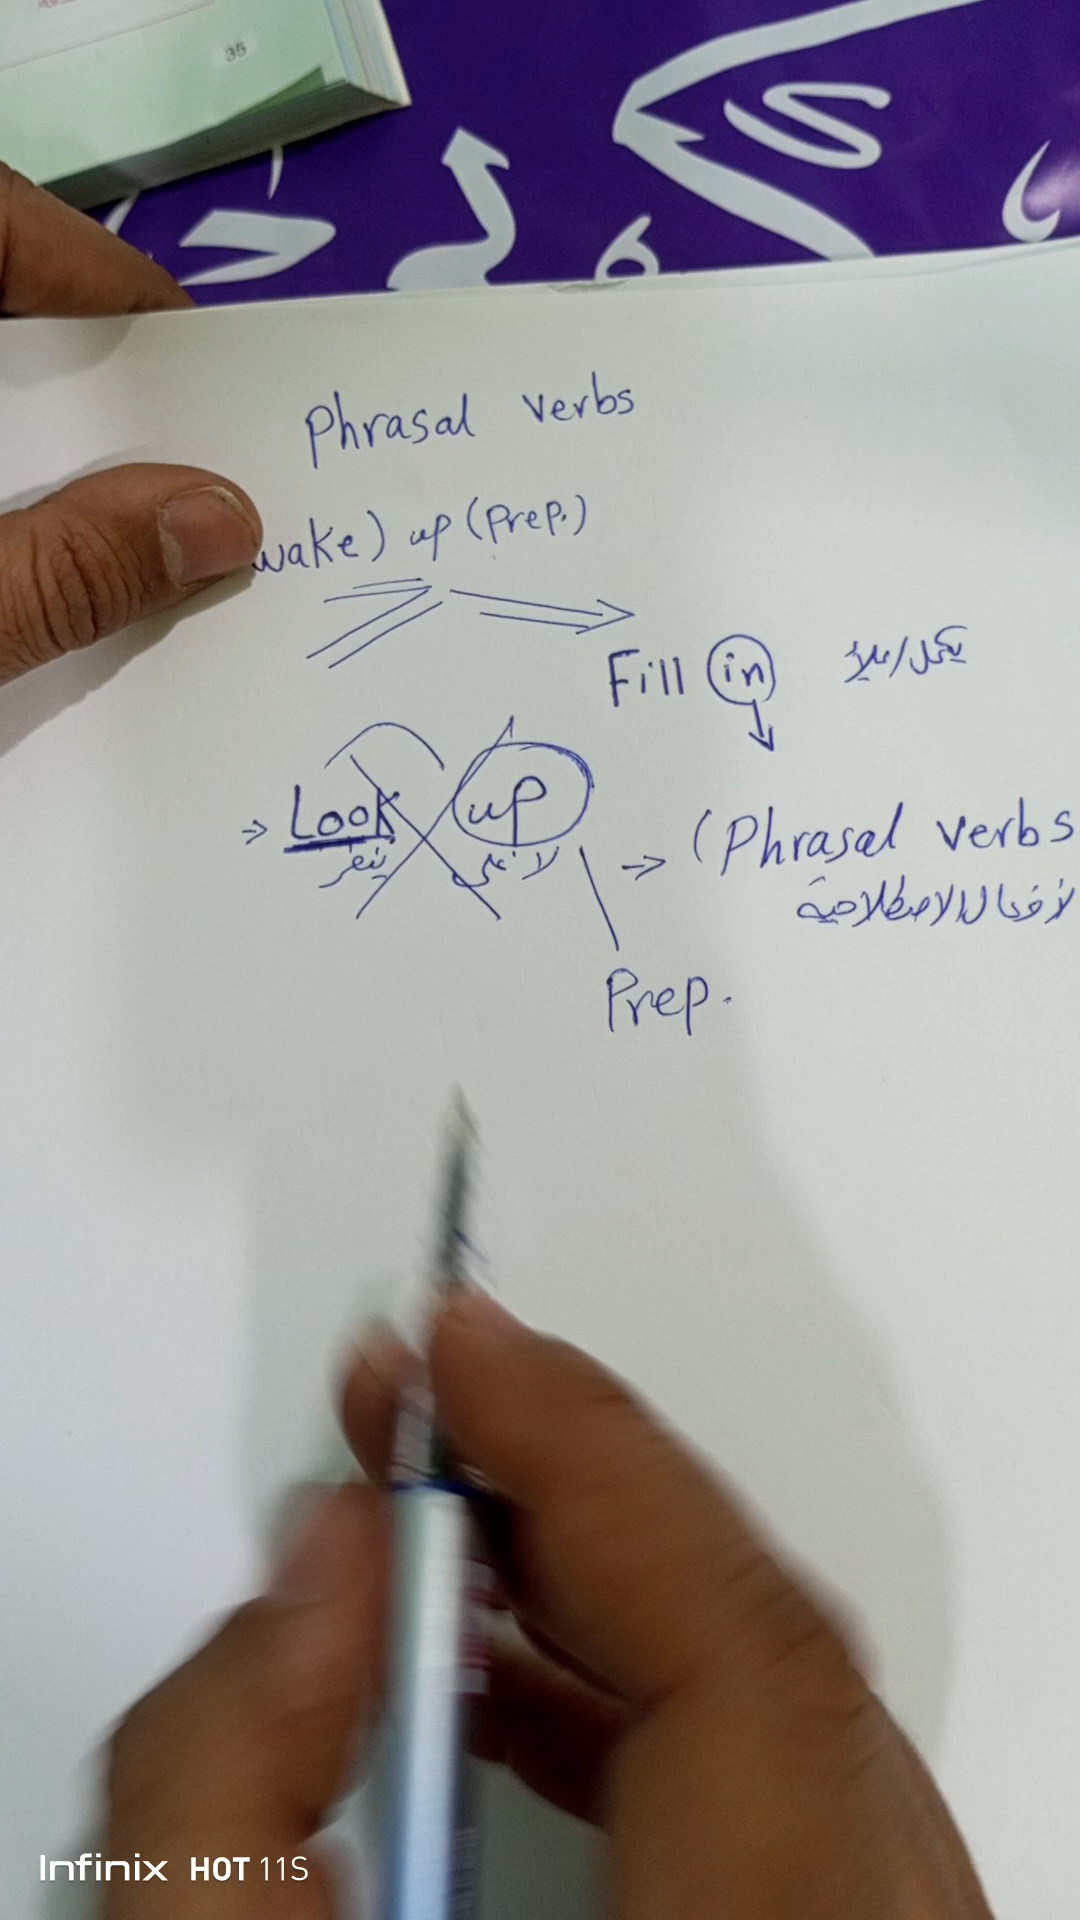 35
Phrasal verbs
wake) up (Prep.)
Fill in يكمل/يملأ
⇒ Look up
ينظر لأعلى
⇒ (Phrasal verbs
الأفعال الاصطلاحية
Prep.
Infinix HOT 11S